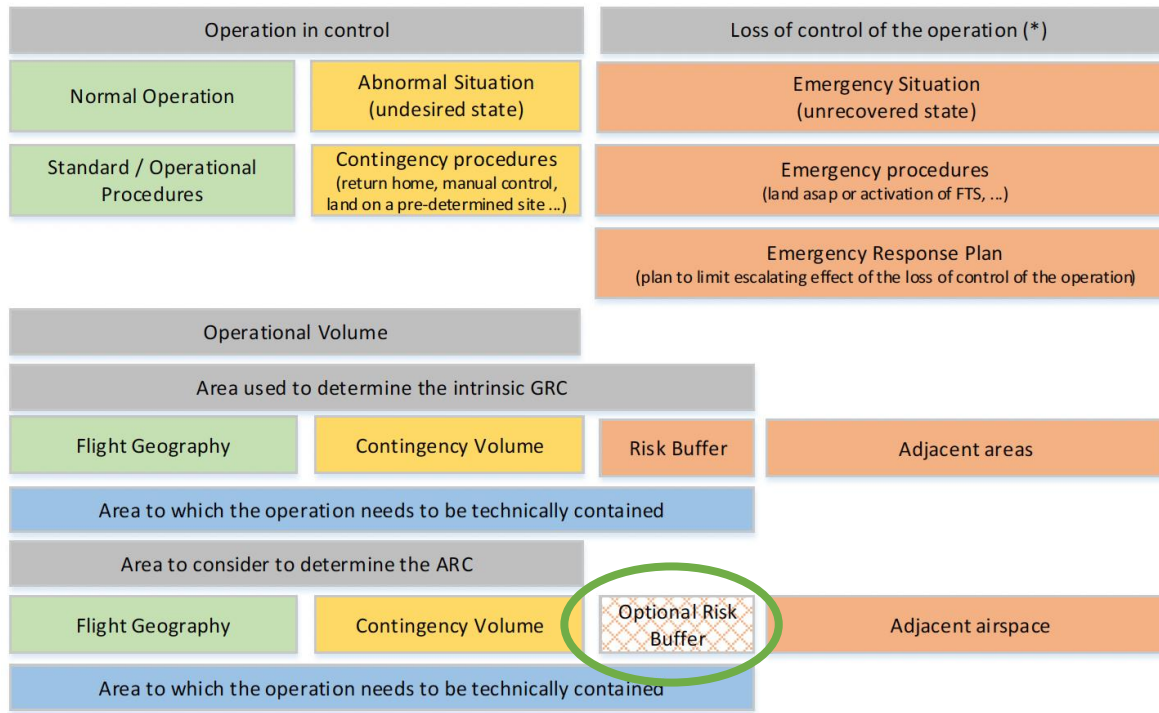 Operation in control
Loss of control of the operation (*)
Normal Operation
Abnormal Situation
(undesired state)
Emergency Situation
(unrecovered state)
Standard / Operational
Procedures
Contingency procedures
(return home, manual control,
land on a pre-determined site ...)
Emergency procedures
(land asap or activation of FTS, ...)
Emergency Response Plan
(plan to limit escalating effect of the loss of control of the operation)
Operational Volume
Area used to determine the intrinsic GRC
Flight Geography
Contingency Volume
Risk Buffer
Adjacent areas
Area to which the operation needs to be technically contained
Area to consider to determine the ARC
Flight Geography
Contingency Volume
Optional Risk
Buffer
Adjacent airspace
Area to which the operation needs to be technically contained